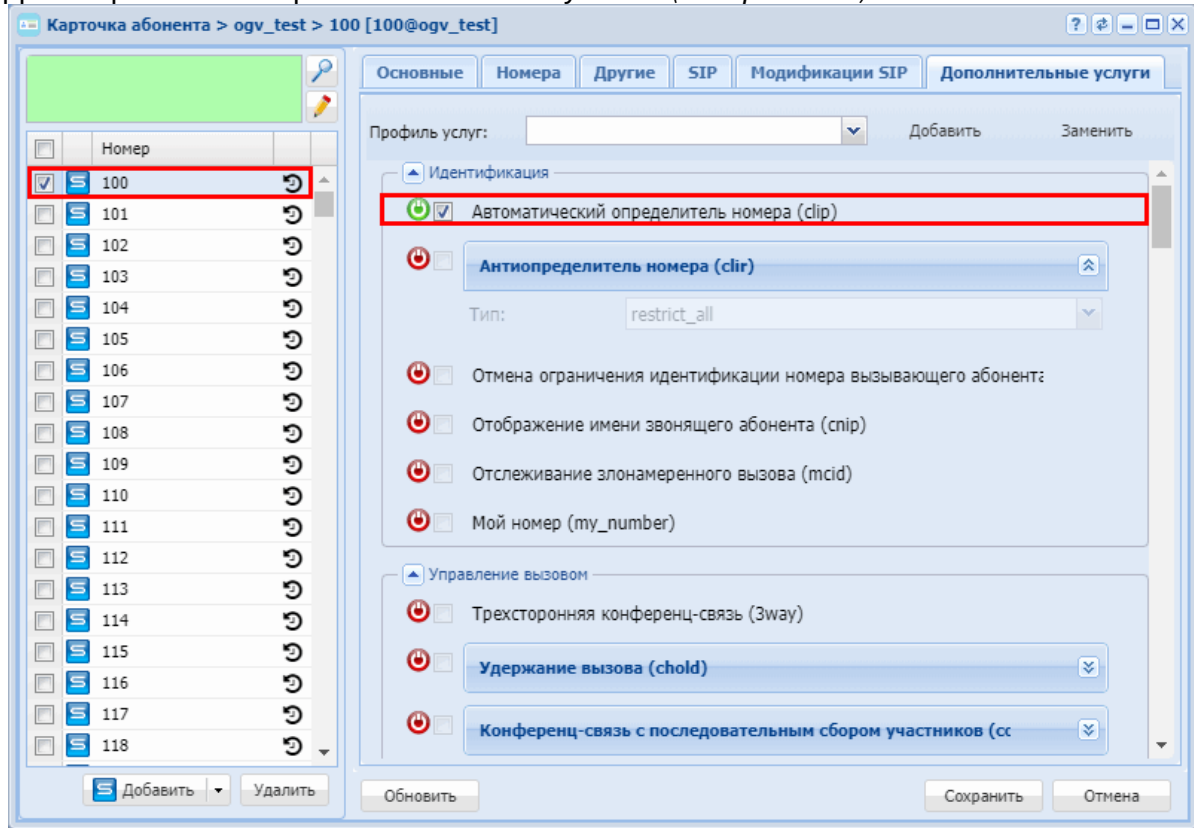 Карточка абонента > ogv_test > 100 [100@ogv_test]
Основные Номера Другие SIP Модификации SIP Дополнительные услуги
Профиль услуг: Добавить Заменить
Номер
100
101
102
103
104
105
106
107
108
109
110
111
112
113
114
115
116
117
118
Идентификация
Автоматический определитель номера (clip)
Антиопределитель номера (clir)
Тип: restrict_all
Отмена ограничения идентификации номера вызывающего абонента
Отображение имени звонящего абонента (cnip)
Отслеживание злонамеренного вызова (mcid)
Мой номер (my_number)
Управление вызовом
Трехсторонняя конференц-связь (3way)
Удержание вызова (chold)
Конференц-связь с последовательным сбором участников (cc
Добавить Удалить
Обновить Сохранить Отмена